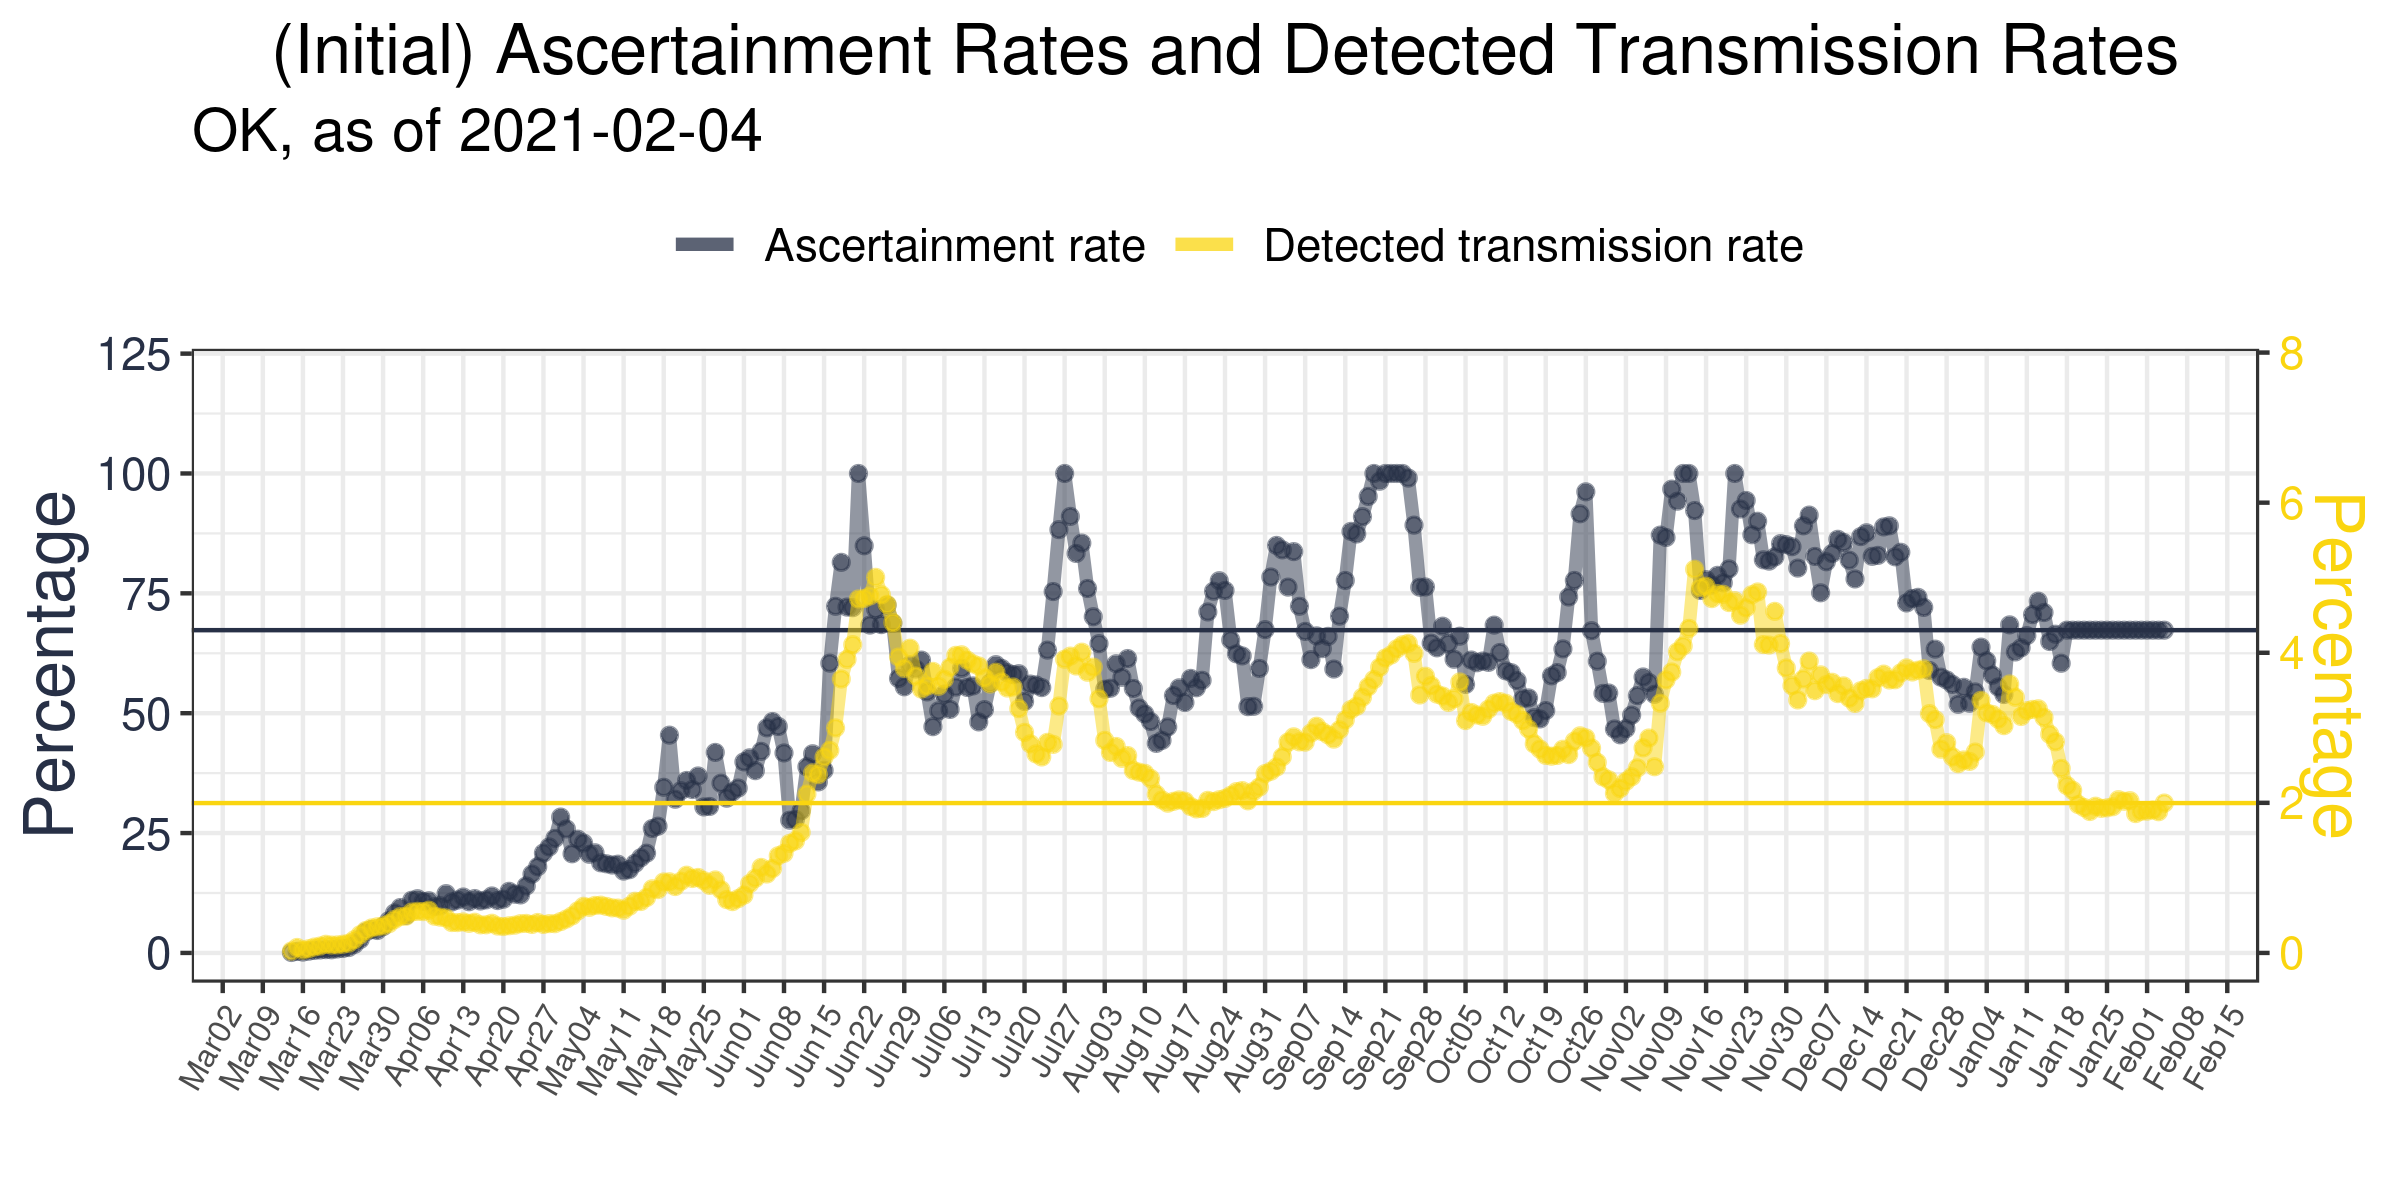 (Initial) Ascertainment Rates and Detected Transmission Rates
OK, as of 2021-02-04
Ascertainment rate
Detected transmission rate
125
100
75
50
25
0
Percentage
8
6
4
2
0
Percentage
Mar02
Mar09
Mar16
Mar23
Mar30
Apr06
Apr13
Apr20
Apr27
May04
May11
May18
May25
Jun01
Jun08
Jun15
Jun22
Jun29
Jul06
Jul13
Jul20
Jul27
Aug03
Aug10
Aug17
Aug24
Aug31
Sep07
Sep14
Sep21
Sep28
Oct05
Oct12
Oct19
Oct26
Nov02
Nov09
Nov16
Nov23
Nov30
Dec07
Dec14
Dec21
Dec28
Jan04
Jan11
Jan18
Jan25
Feb01
Feb08
Feb15